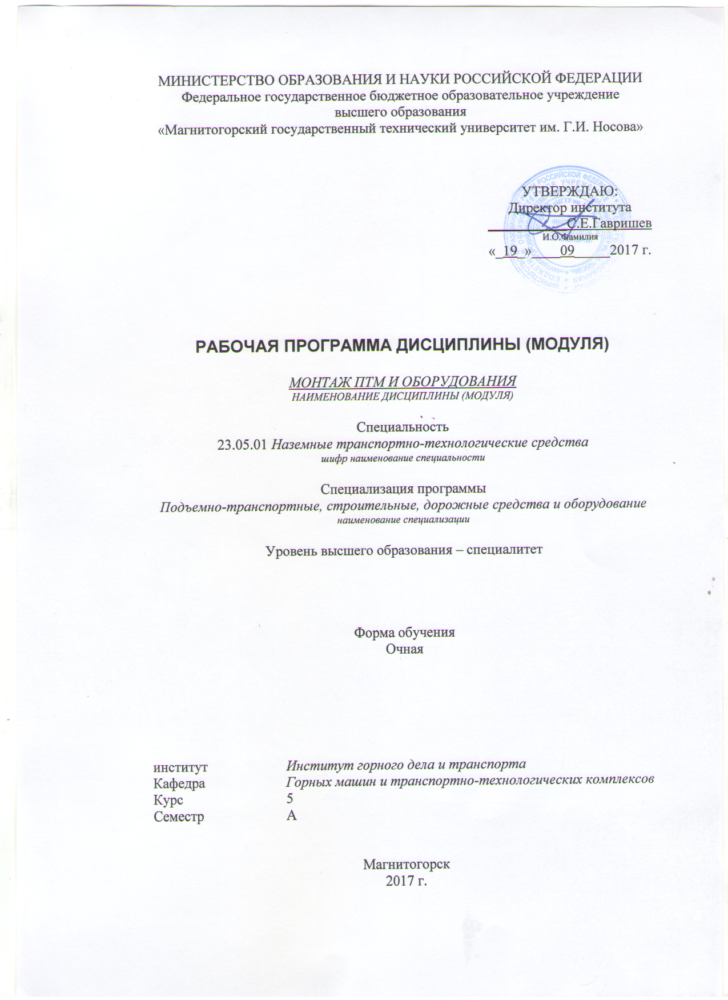 МИНИСТЕРСТВО ОБРАЗОВАНИЯ И НАУКИ РОССИЙСКОЙ ФЕДЕРАЦИИ
Федеральное государственное бюджетное образовательное учреждение
высшего образования
«Магнитогорский государственный технический университет им. Г.И. Носова»
УТВЕРЖДАЮ:
Директор института
___________С.Е.Гавришев
И.О.Фамилия
«_19_»____09_____2017 г.
РАБОЧАЯ ПРОГРАММА ДИСЦИПЛИНЫ (МОДУЛЯ)
МОНТАЖ ПТМ И ОБОРУДОВАНИЯ
НАИМЕНОВАНИЕ ДИСЦИПЛИНЫ (МОДУЛЯ)
Специальность
23.05.01 Наземные транспортно-технологические средства
шифр наименование специальности
Специализация программы
Подъемно-транспортные, строительные, дорожные средства и оборудование
наименование специализации
Уровень высшего образования – специалитет
Форма обучения
Очная
институт Институт горного дела и транспорта
Кафедра Горных машин и транспортно-технологических комплексов
Курс 5
Семестр А
Магнитогорск
2017 г.